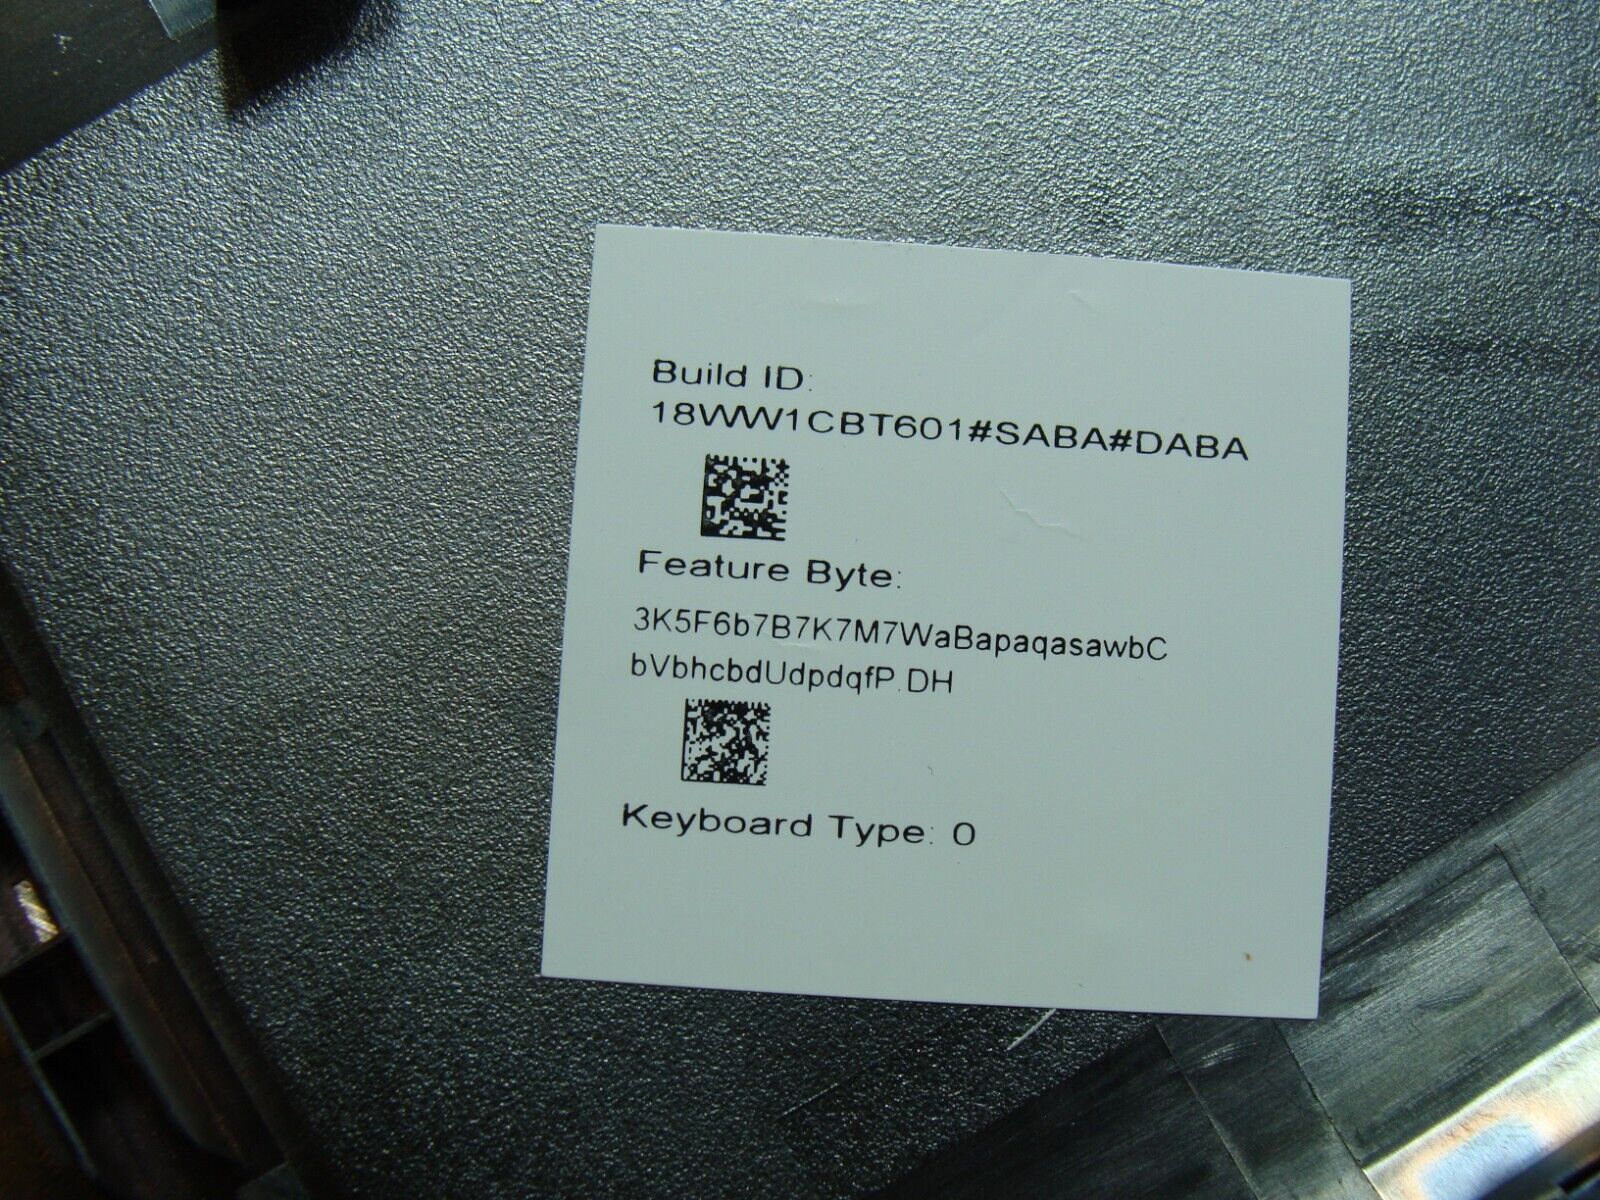 Build ID:
18WW1CBT601#SABA#DABA
Feature Byte:
3K5F6b7B7K7M7WaBapaqasawbC
bVbhcbdUdpdqfP.DH
Keyboard Type: 0